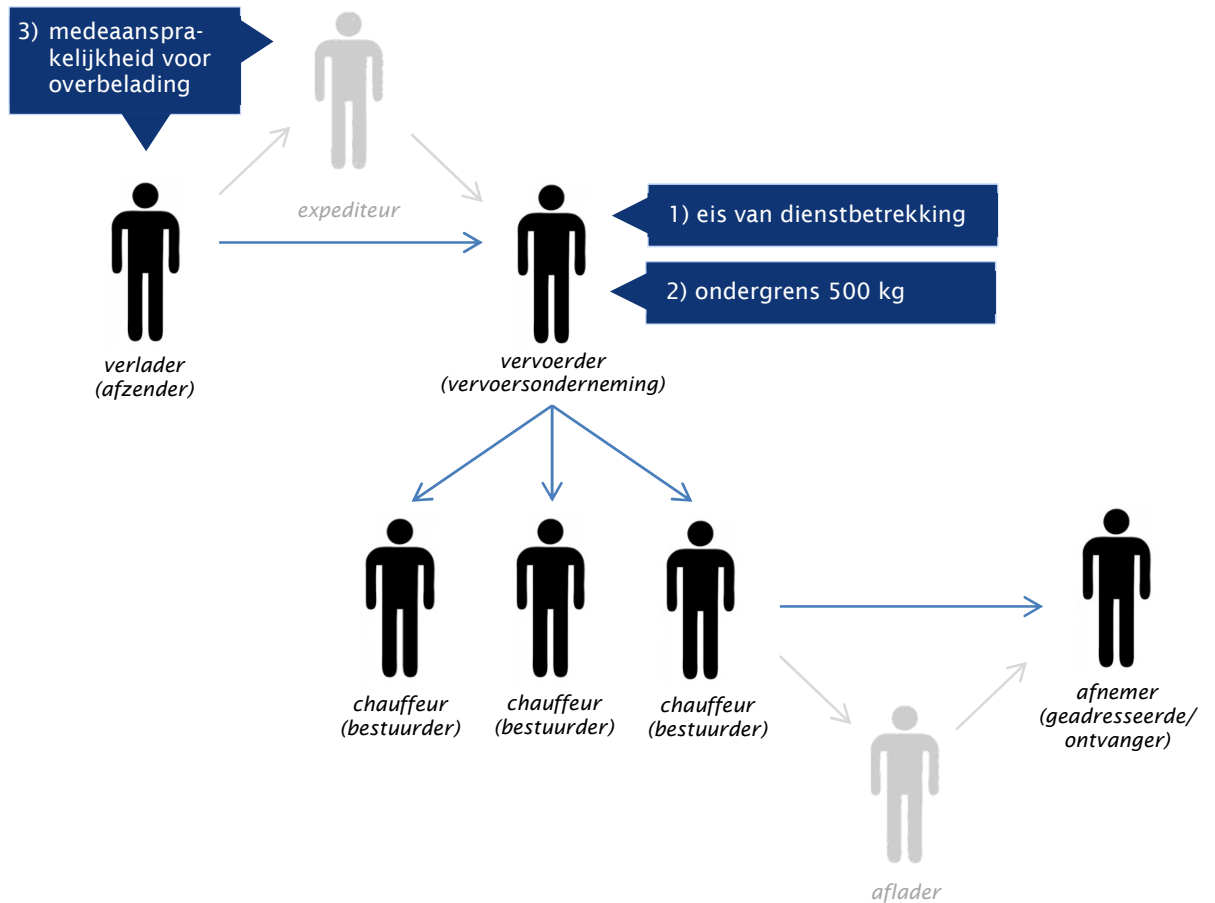 3) medeaanspra-
kelijkheid voor
overbelading
expediteur
1) eis van dienstbetrekking
2) ondergrens 500 kg
verlader
(afzender)
vervoerder
(vervoersonderneming)
chauffeur
(bestuurder)
chauffeur
(bestuurder)
chauffeur
(bestuurder)
afnemer
(geadresseerde/
ontvanger)
aflader